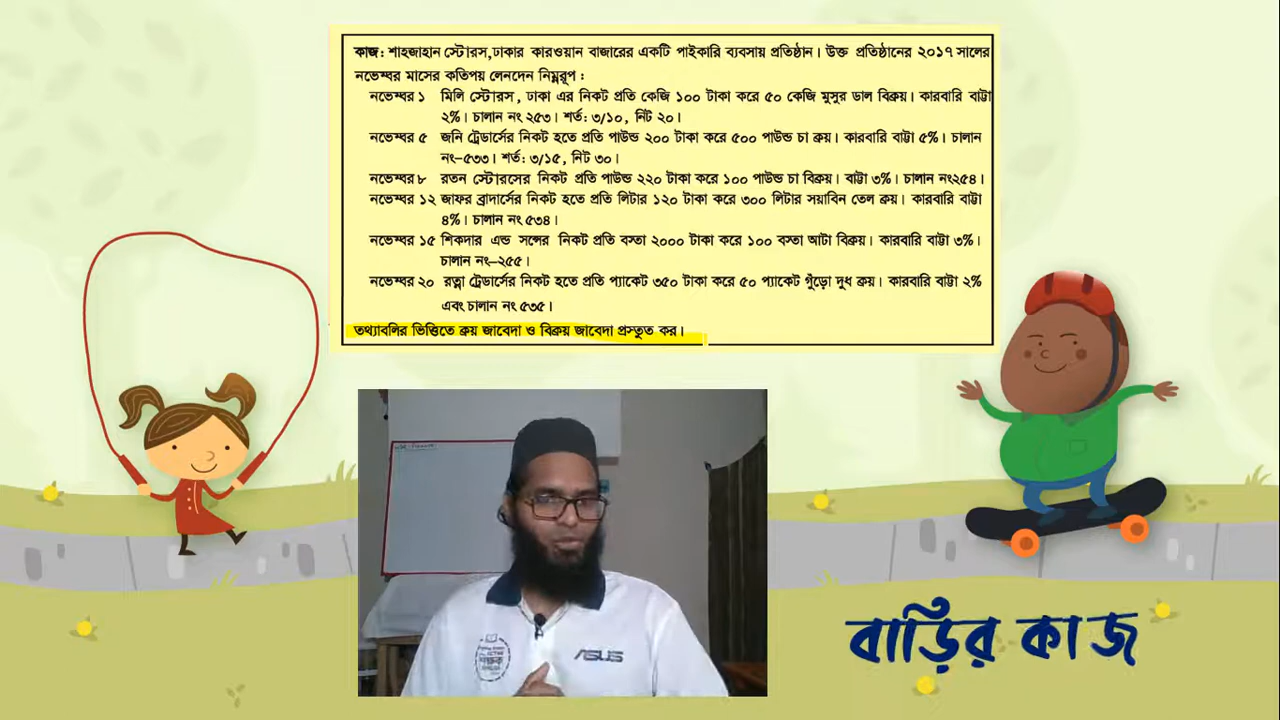 কাজ: শাহজাহান স্টোরস,ঢাকার কারওয়ান বাজারের একটি পাইকারি ব্যবসায় প্রতিষ্ঠান। উক্ত প্রতিষ্ঠানের ২০১৭ সালের
নভেম্বর মাসের কতিপয় লেনদেন নিম্নরূপ :
নভেম্বর ১ মিলি স্টোরস, ঢাকা এর নিকট প্রতি কেজি ১০০ টাকা করে ৫০ কেজি মুসুর ডাল বিক্রয়। কারবারি বাট্টা
২%। চালান নং ২৫৩। শর্ত: ৩/১০, নিট ২০।
নভেম্বর ৫ জনি ট্রেডার্সের নিকট হতে প্রতি পাউন্ড ২০০ টাকা করে ৫০০ পাউন্ড চা ক্রয়। কারবারি বাট্টা ৫%। চালান
নং–৫৩৩। শর্ত: ৩/১৫, নিট ৩০।
নভেম্বর ৮ রতন স্টোরসের নিকট প্রতি পাউন্ড ২২০ টাকা করে ১০০ পাউন্ড চা বিক্রয়। বাট্টা ৩%। চালান নং২৫৪।
নভেম্বর ১২ জাফর ব্রাদার্সের নিকট হতে প্রতি লিটার ১২০ টাকা করে ৩০০ লিটার সয়াবিন তেল ক্রয়। কারবারি বাট্টা
৪%। চালান নং ৫৩৪।
নভেম্বর ১৫ শিকদার এন্ড সন্সের নিকট প্রতি বস্তা ২০০০ টাকা করে ১০০ বস্তা আটা বিক্রয়। কারবারি বাট্টা ৩%।
চালান নং–২৫৫।
নভেম্বর ২০ রত্না ট্রেডার্সের নিকট হতে প্রতি প্যাকেট ৩৫০ টাকা করে ৫০ প্যাকেট গুঁড়ো দুধ ক্রয়। কারবারি বাট্টা ২%
এবং চালান নং ৫৩৫।
তথ্যাবলির ভিত্তিতে ক্রয় জাবেদা ও বিক্রয় জাবেদা প্রস্তুত কর।
ASUS
বাড়ির কাজ